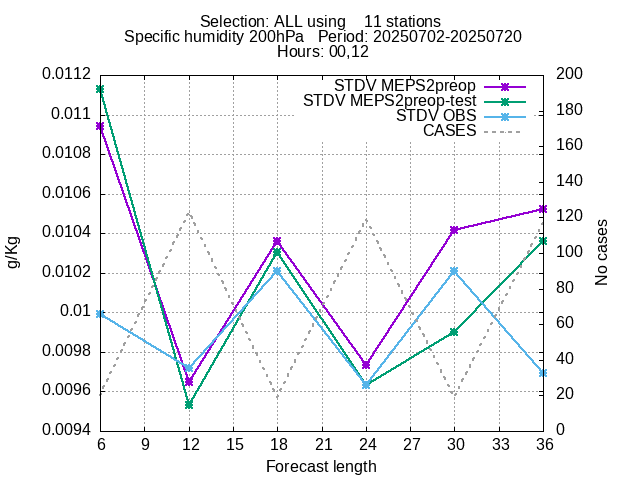 Selection: ALL using    11 stations
Specific humidity 200hPa   Period: 20250702-20250720
Hours: 00,12
STDV MEPS2preop
STDV MEPS2preop-test
STDV OBS
CASES
g/Kg
0.0112
0.011
0.0108
0.0106
0.0104
0.0102
0.01
0.0098
0.0096
0.0094
200
180
160
140
120
100
80
60
40
20
0
No cases
6 9 12 15 18 21 24 27 30 33 36
Forecast length